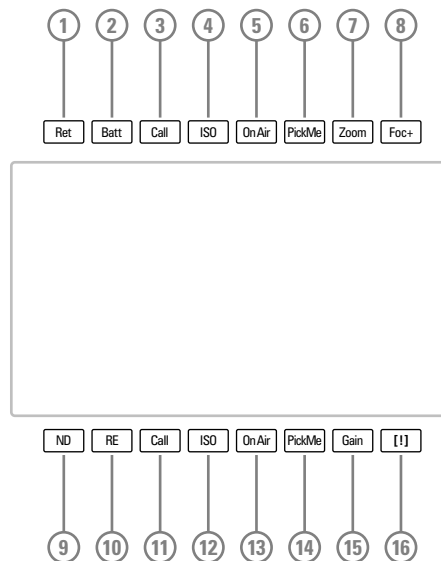 1 2 3 4 5 6 7 8
Ret Batt Call ISO On Air PickMe Zoom Foc+
ND RE Call ISO On Air PickMe Gain [!]
9 10 11 12 13 14 15 16